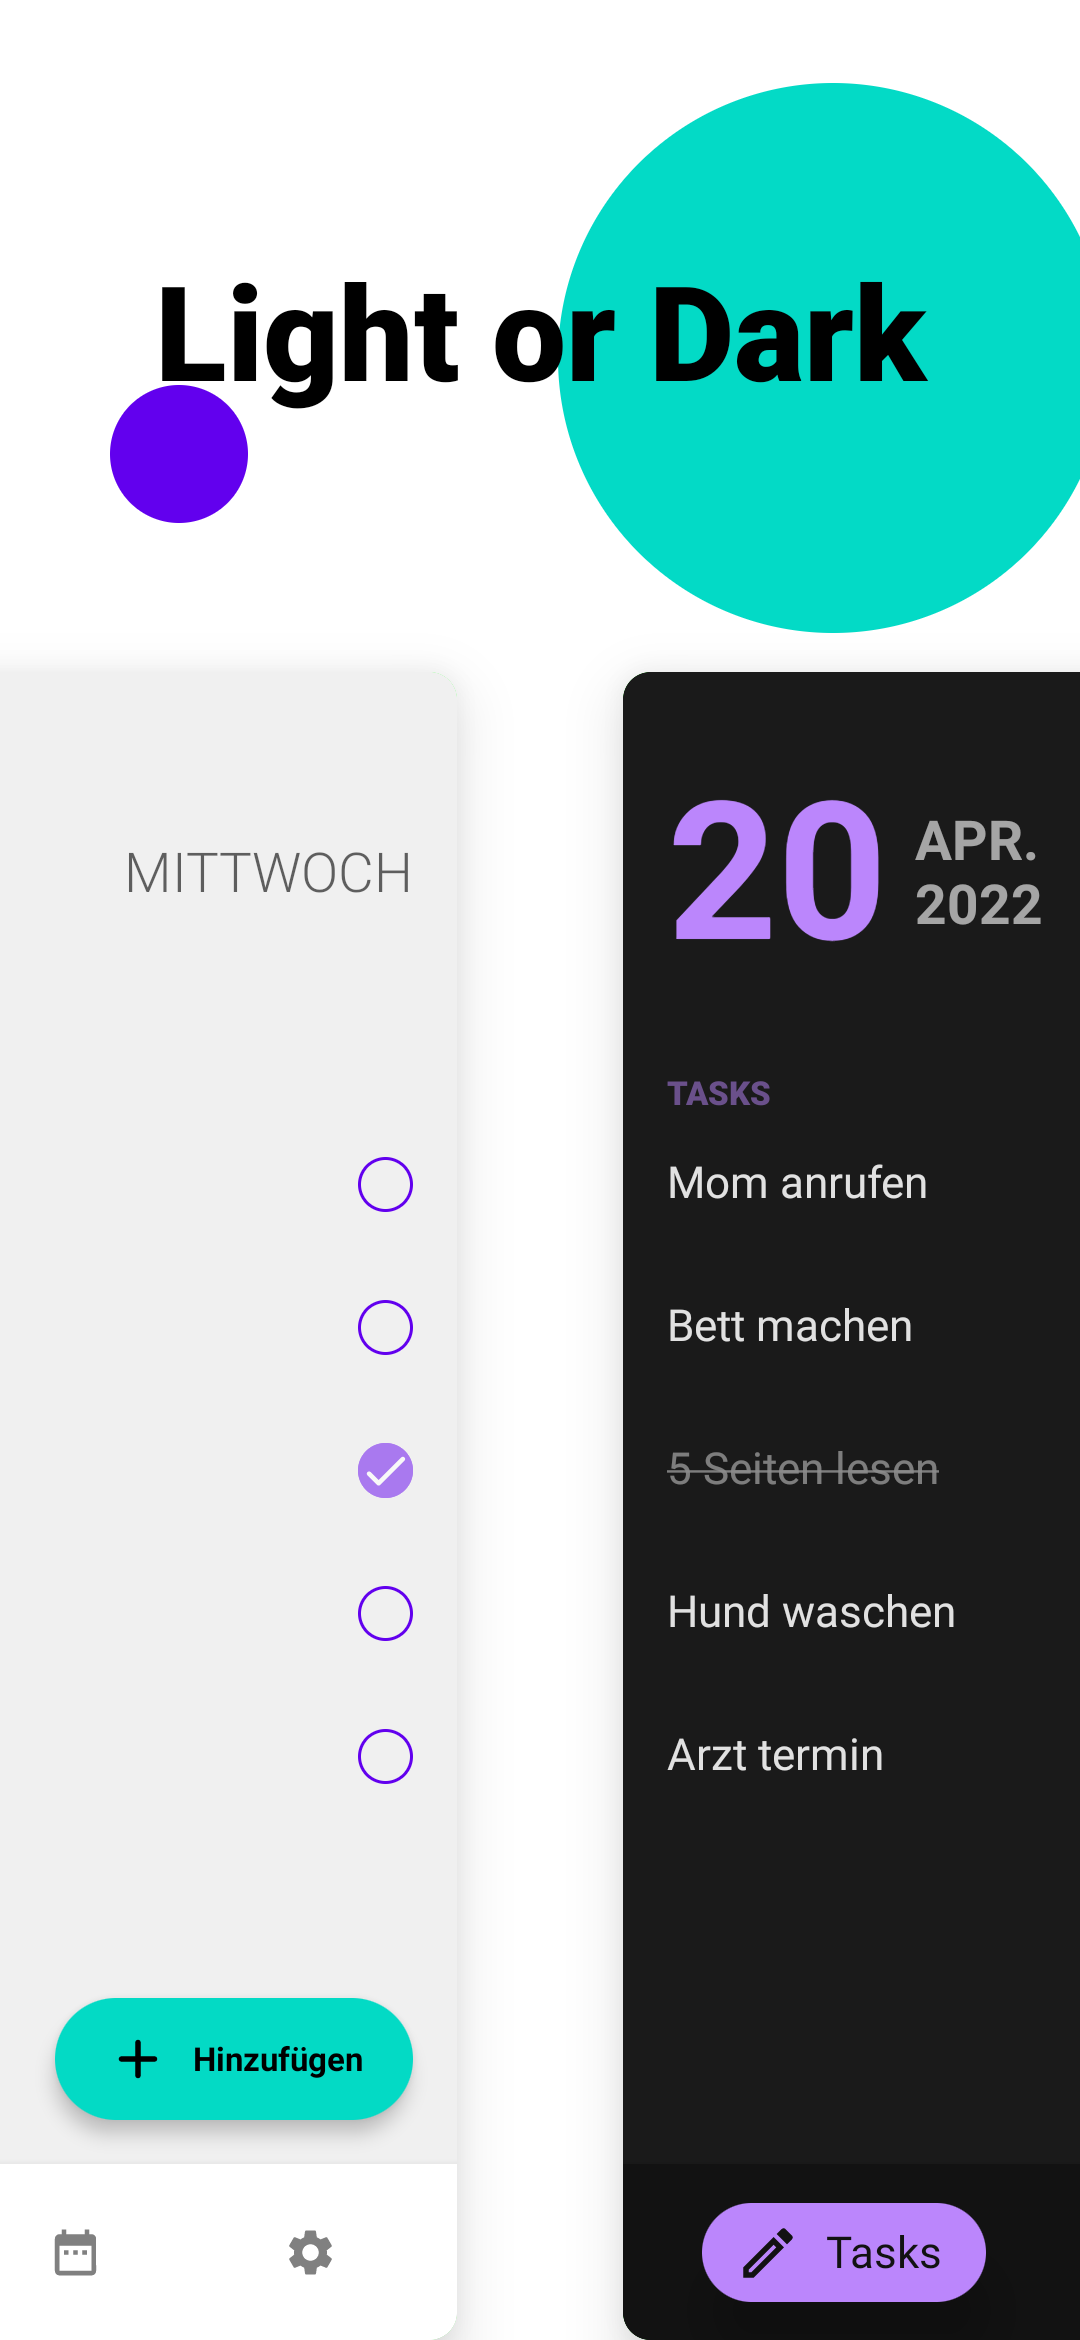 Light or Dark
MITTWOCH
Hinzufügen
20
APR.
2022
TASKS
Mom anrufen
Bett machen
5 Seiten lesen
Hund waschen
Arzt termin
Tasks